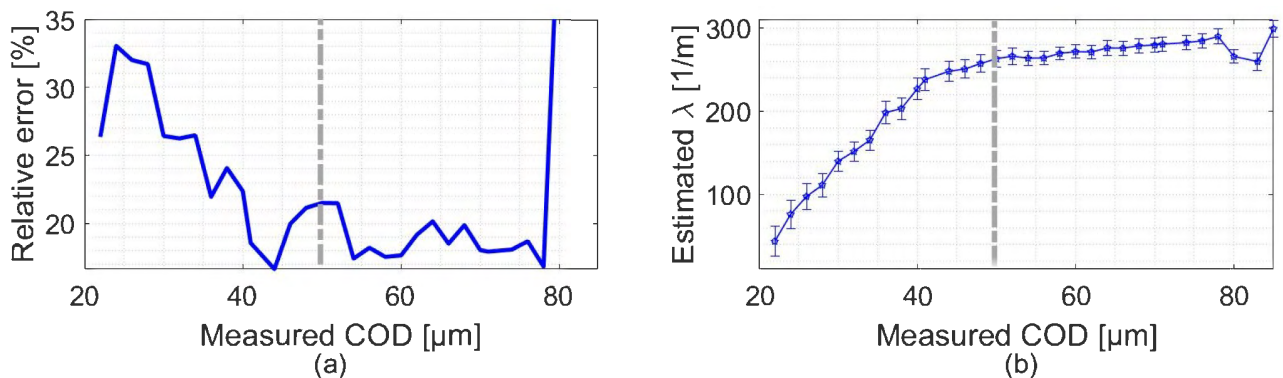 Relative error [%]
35
30
25
20
20
40
60
80
Measured COD [μm]
(a)
Estimated λ [1/m]
300
200
100
20
40
60
80
Measured COD [μm]
(b)